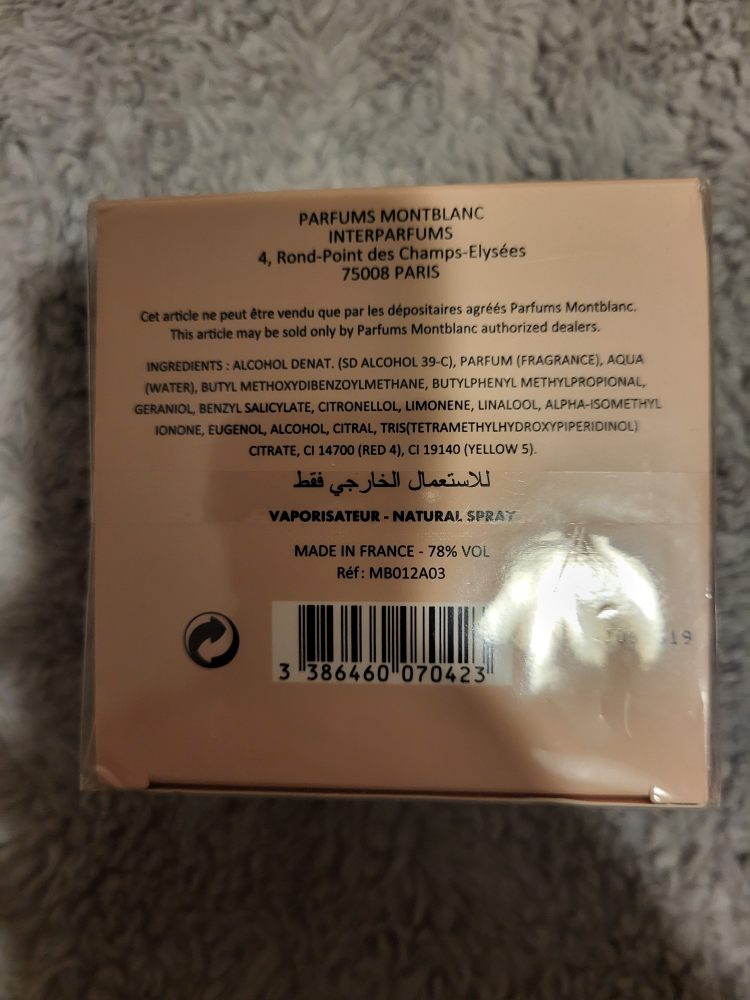 PARFUMS MONTBLANC
INTERPARFUMS
4, Rond-Point des Champs-Elysées
75008 PARIS
Cet article ne peut être vendu que par les dépositaires agréés Parfums Montblanc.
This article may be sold only by Parfums Montblanc authorized dealers.
INGREDIENTS : ALCOHOL DENAT. (SD ALCOHOL 39-C), PARFUM (FRAGRANCE), AQUA
(WATER), BUTYL METHOXYDIBENZOYLMETHANE, BUTYLPHENYL METHYLPROPIONAL,
GERANIOL, BENZYL SALICYLATE, CITRONELLOL, LIMONENE, LINALOOL, ALPHA-ISOMETHYL
IONONE, EUGENOL, ALCOHOL, CITRAL, TRIS(TETRAMETHYLHYDROXYPIPERIDINOL)
CITRATE, CI 14700 (RED 4), CI 19140 (YELLOW 5).
للاستعمال الخارجي فقط
VAPORISATEUR - NATURAL SPRAY
MADE IN FRANCE - 78% VOL
Réf : MB012A03
3 386460 070423